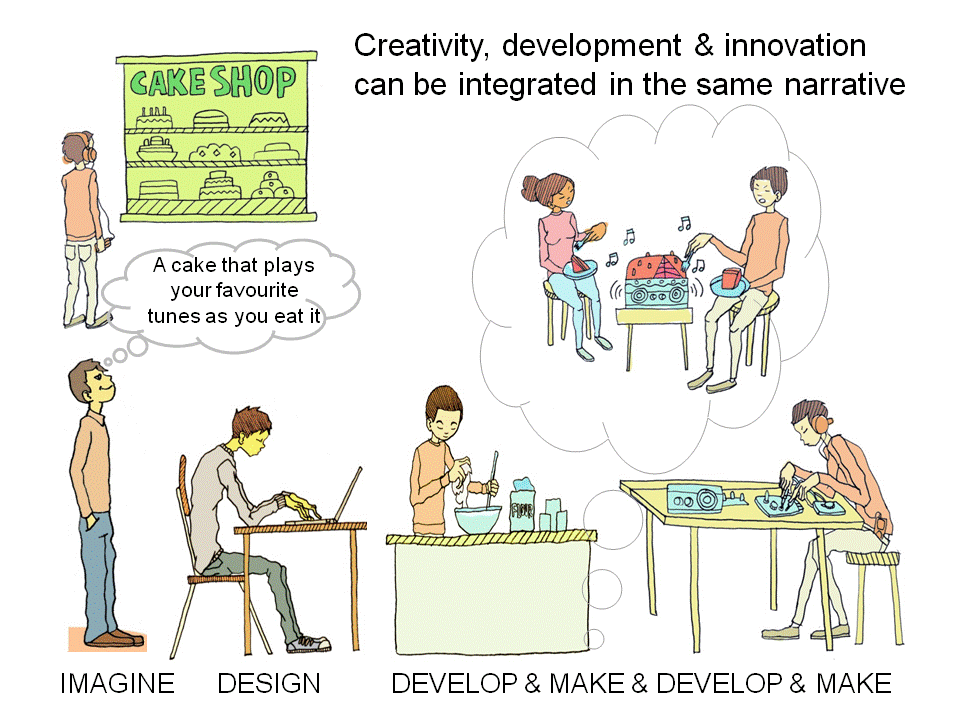 Creativity, development & innovation
can be integrated in the same narrative
CAKE SHOP
A cake that plays
your favourite
tunes as you eat it
FLOUR
IMAGINE
DESIGN
DEVELOP & MAKE & DEVELOP & MAKE